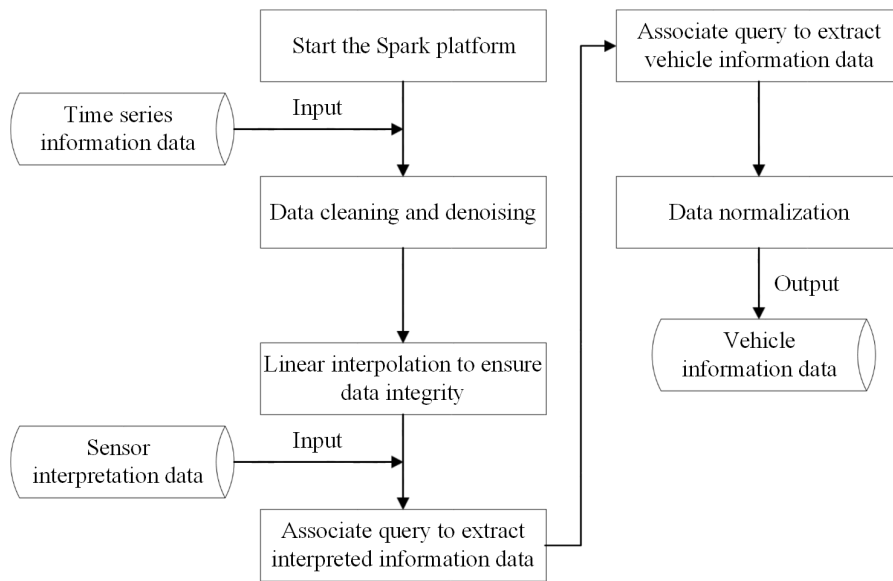 Start the Spark platform
Time series
information data
Input
Data cleaning and denoising
Linear interpolation to ensure
data integrity
Sensor
interpretation data
Input
Associate query to extract
interpreted information data
Associate query to extract
vehicle information data
Data normalization
Output
Vehicle
information data